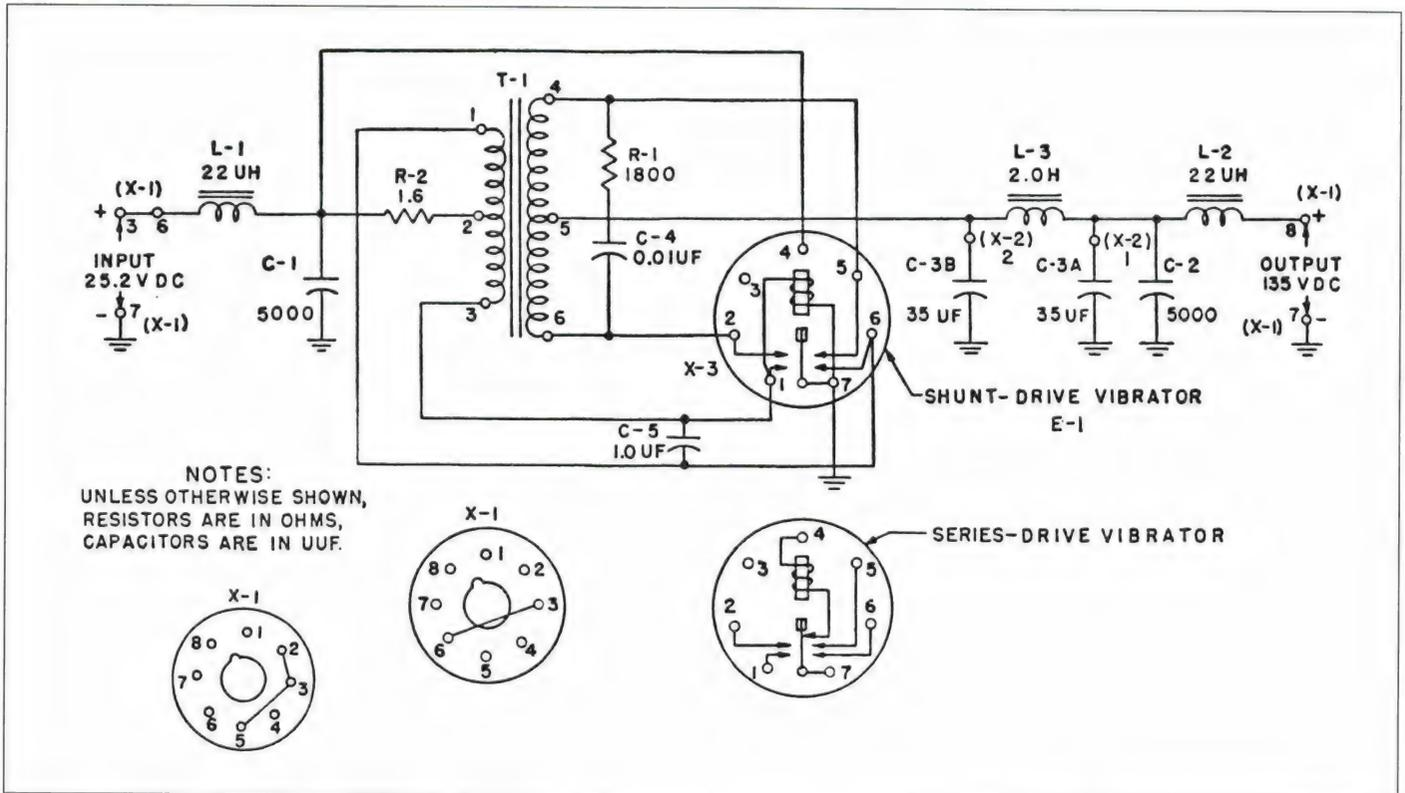 T-1
1
2
3
4
5
6
L-1
22 UH
(X-1)
+
3
6
INPUT
25.2 V DC
-
7
(X-1)
C-1
5000
R-2
1.6
R-1
1800
C-4
0.01UF
X-3
4
3
5
2
6
1
7
SHUNT-DRIVE VIBRATOR
E-1
C-5
1.0 UF
L-3
2.0 H
L-2
22 UH
(X-1)
+
8
C-3B
35 UF
(X-2)
2
C-3A
35 UF
(X-2)
1
C-2
5000
OUTPUT
135 V DC
7
-
(X-1)
NOTES:
UNLESS OTHERWISE SHOWN,
RESISTORS ARE IN OHMS,
CAPACITORS ARE IN UUF.
X-1
1
2
3
4
5
6
7
8
X-1
1
2
3
4
5
6
7
8
SERIES-DRIVE VIBRATOR
4
3
5
2
6
1
7